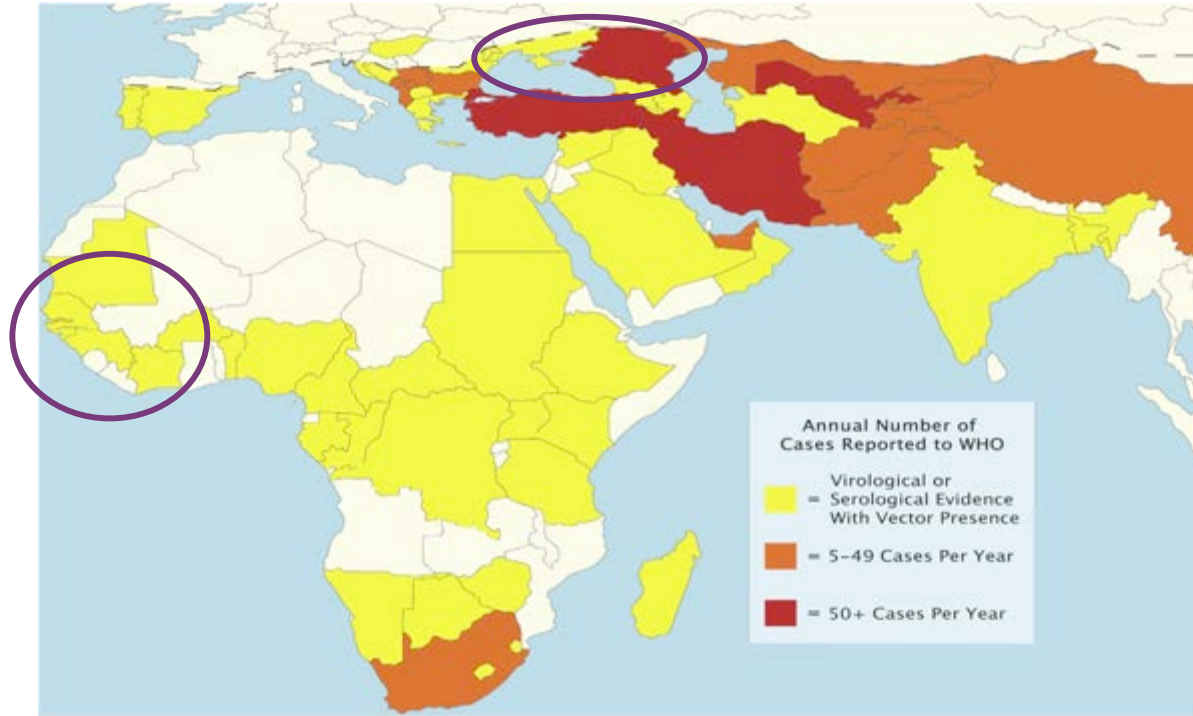 Annual Number of
Cases Reported to WHO
Virological or
= Serological Evidence
With Vector Presence
= 5–49 Cases Per Year
= 50+ Cases Per Year